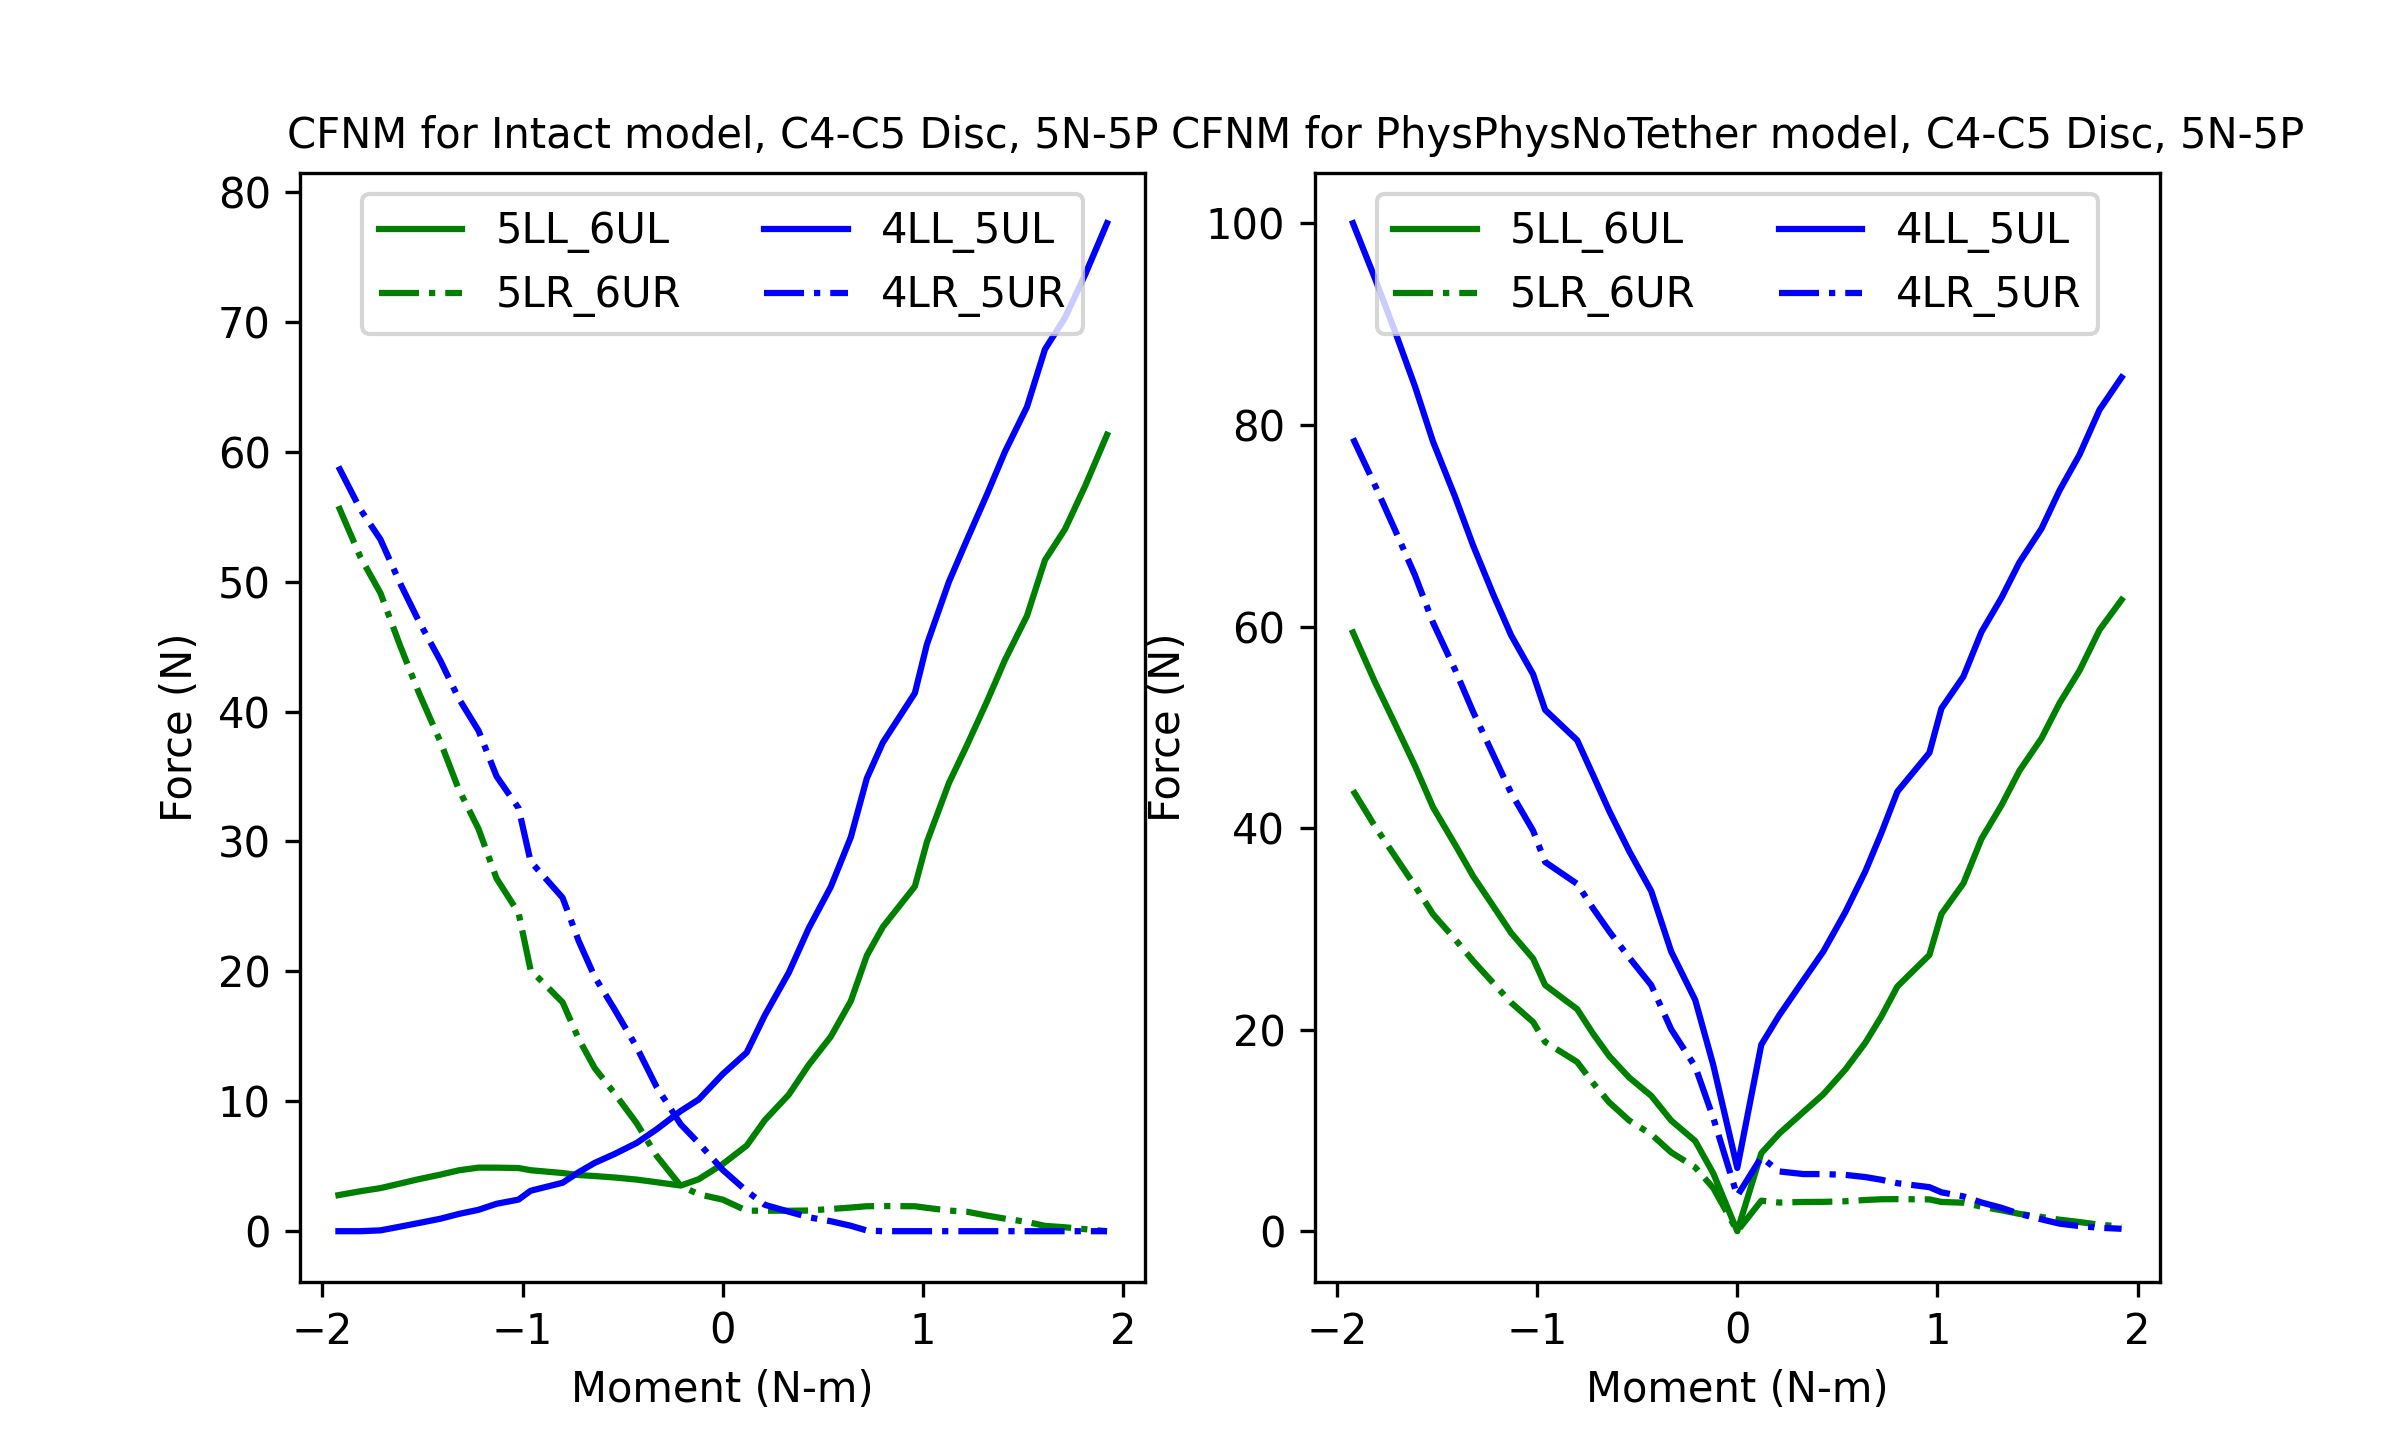 CFNM for Intact model, C4-C5 Disc, 5N-5P
80
70
60
50
40
30
20
10
0
Force (N)
5LL_6UL
5LR_6UR
4LL_5UL
4LR_5UR
−2
−1
0
1
2
Moment (N-m)
CFNM for PhysPhysNoTether model, C4-C5 Disc, 5N-5P
100
80
60
40
20
0
Force (N)
5LL_6UL
5LR_6UR
4LL_5UL
4LR_5UR
−2
−1
0
1
2
Moment (N-m)